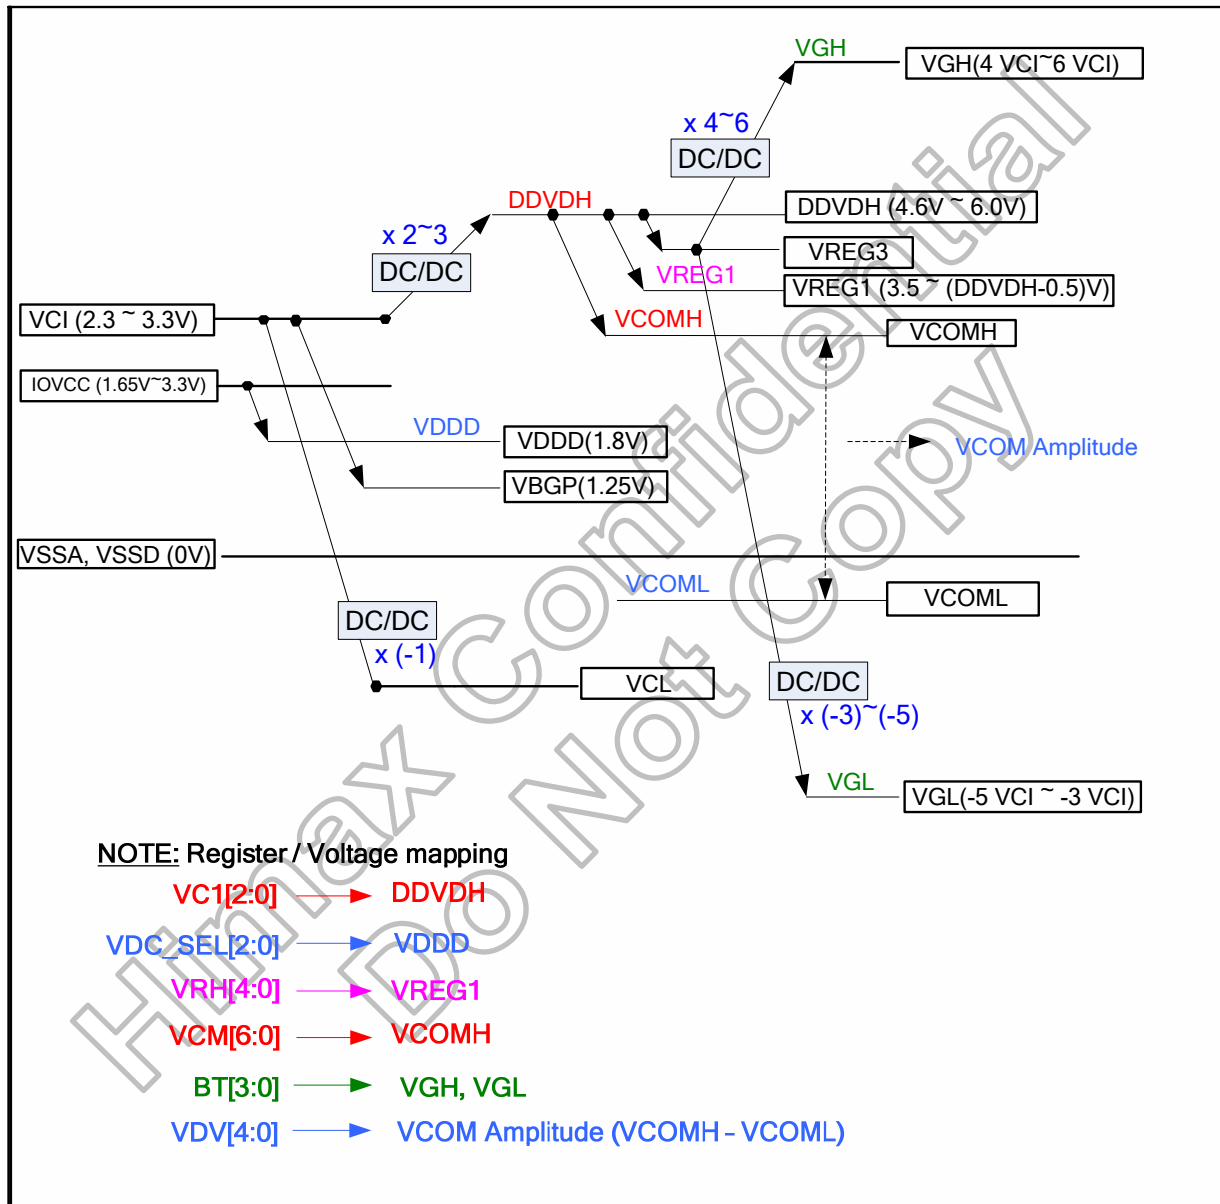 VGH
VGH(4 VCI~6 VCI)
x 4~6
DC/DC
DDVDH
DDVDH (4.6V ~ 6.0V)
x 2~3
DC/DC
VREG3
VREG1
VREG1 (3.5 ~ (DDVDH-0.5)V)
VCI (2.3 ~ 3.3V)
VCOMH
VCOMH
IOVCC (1.65V~3.3V)
VDDD
VDDD(1.8V)
VCOM Amplitude
VBGP(1.25V)
VSSA, VSSD (0V)
VCOML
VCOML
DC/DC
x (-1)
VCL
DC/DC
x (-3)~(-5)
VGL
VGL(-5 VCI ~ -3 VCI)
NOTE: Register / Voltage mapping
VC1[2:0] DDVDH
VDC_SEL[2:0] VDDD
VRH[4:0] VREG1
VCM[6:0] VCOMH
BT[3:0] VGH, VGL
VDV[4:0] VCOM Amplitude (VCOMH – VCOML)
Himax Confidential
Do Not Copy